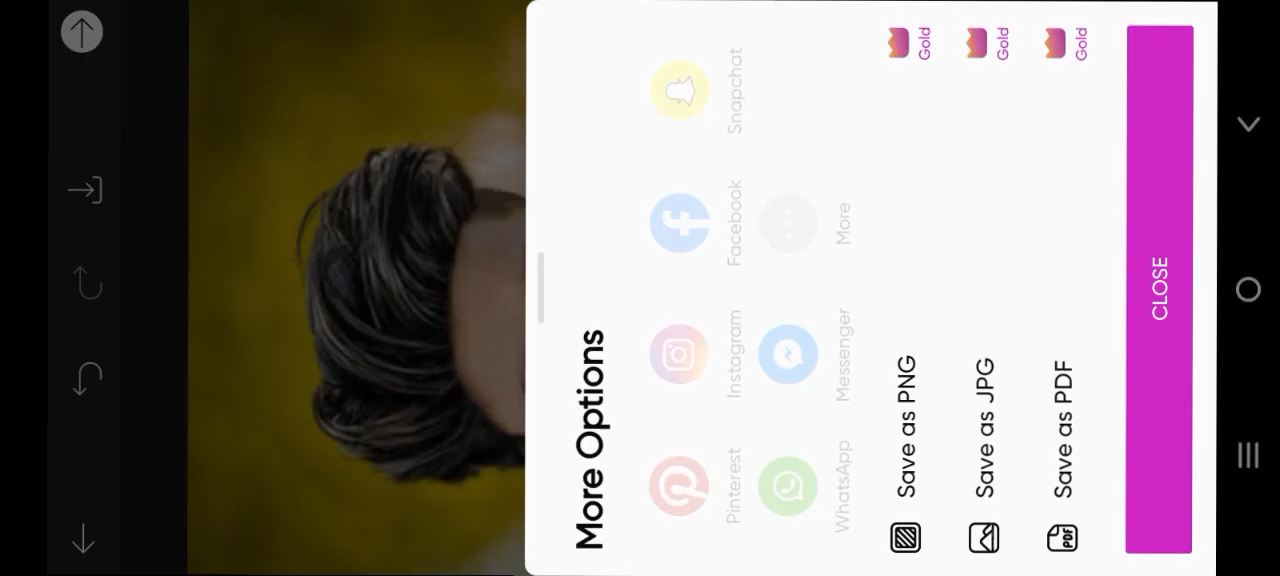 More Options
Pinterest Instagram Facebook Snapchat
WhatsApp Messenger More
Save as PNG Gold
Save as JPG Gold
PDF Save as PDF Gold
CLOSE